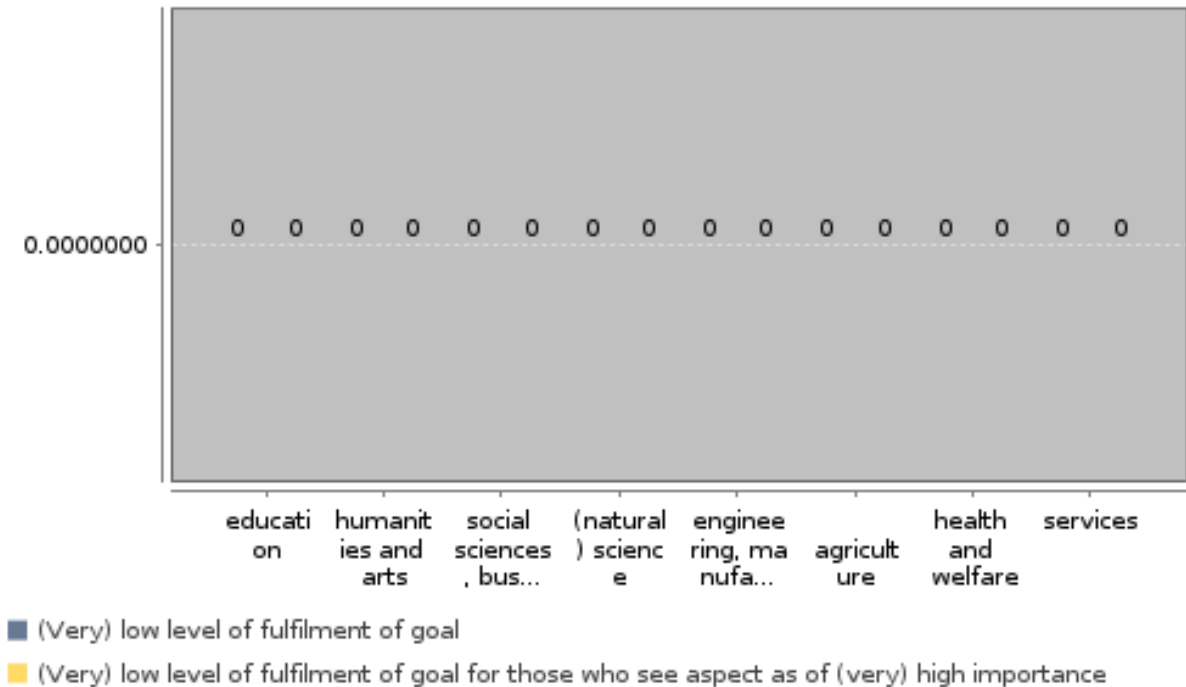 0 0 0 0 0 0 0 0 0 0 0 0 0 0 0 0
0.0000000
educati
on
humanit
ies and
arts
social
sciences
, bus...
(natural
) scienc
e
enginee
ring, ma
nufa...
agricult
ure
health
and
welfare
services
(Very) low level of fulfilment of goal
(Very) low level of fulfilment of goal for those who see aspect as of (very) high importance